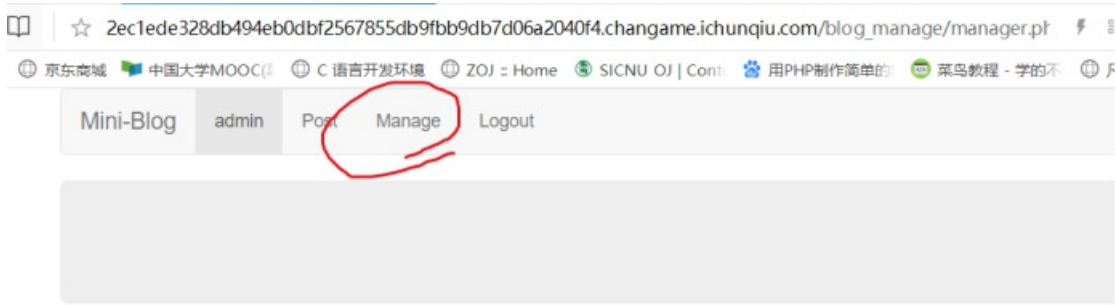 2ec1ede328db494eb0dbf2567855db9fbb9db7d06a2040f4.changame.ichunqiu.com/blog_manage/manager.ph
京东商城 中国大学MOOC( C 语言开发环境 ZOJ :: Home SICNU OJ | Cont 用PHP制作简单的 菜鸟教程 - 学的不
Mini-Blog admin Post Manage Logout